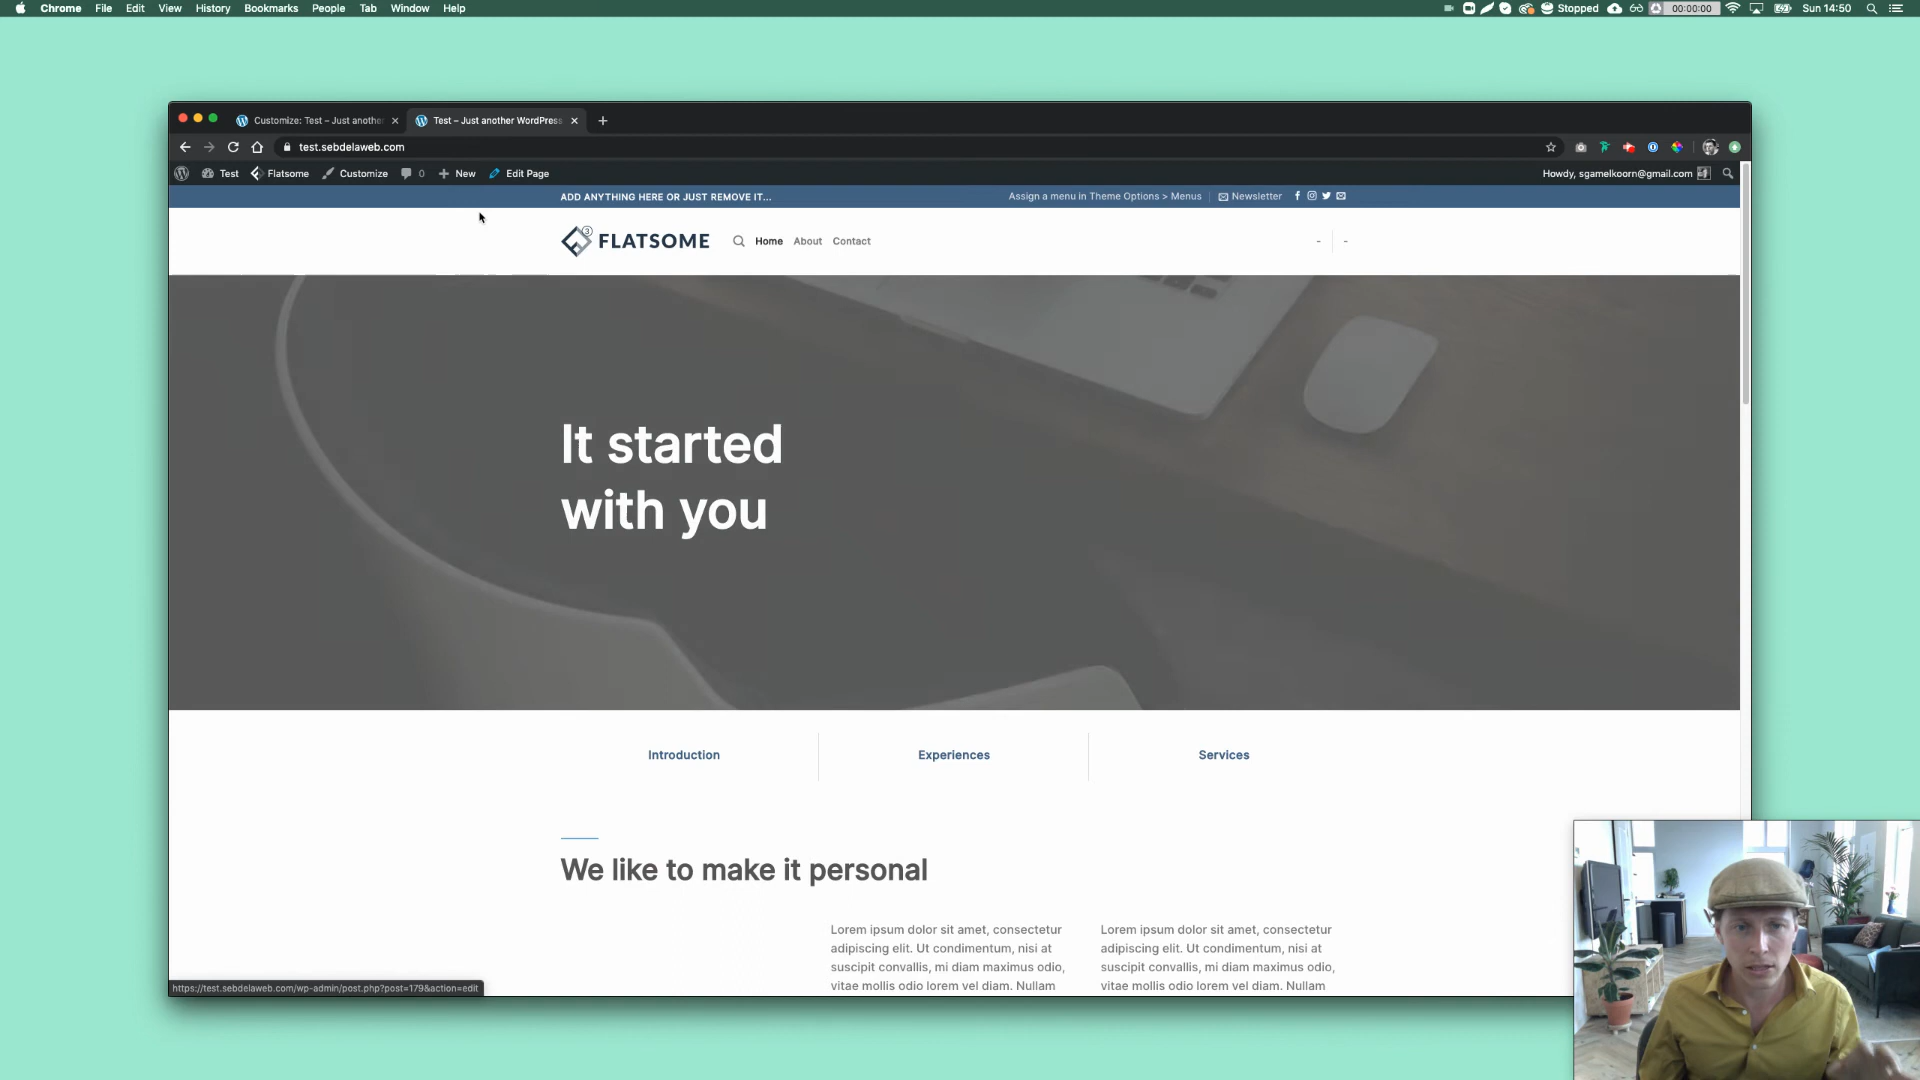 Chrome File Edit View History Bookmarks People Tab Window Help
Stopped 00:00:00 Sun 14:50
Customize: Test – Just another
Test – Just another WordPress
test.sebdelaweb.com
Test Flatsome Customize 0 New Edit Page
Howdy, sgamelkoorn@gmail.com
ADD ANYTHING HERE OR JUST REMOVE IT...
Assign a menu in Theme Options > Menus Newsletter
3 FLATSOME Home About Contact - -
It started
with you
Introduction Experiences Services
We like to make it personal
Lorem ipsum dolor sit amet, consectetur
adipiscing elit. Ut condimentum, nisi at
suscipit convallis, mi diam maximus odio,
vitae mollis odio lorem vel diam. Nullam
Lorem ipsum dolor sit amet, consectetur
adipiscing elit. Ut condimentum, nisi at
suscipit convallis, mi diam maximus odio,
vitae mollis odio lorem vel diam. Nullam
https://test.sebdelaweb.com/wp-admin/post.php?post=179&action=edit